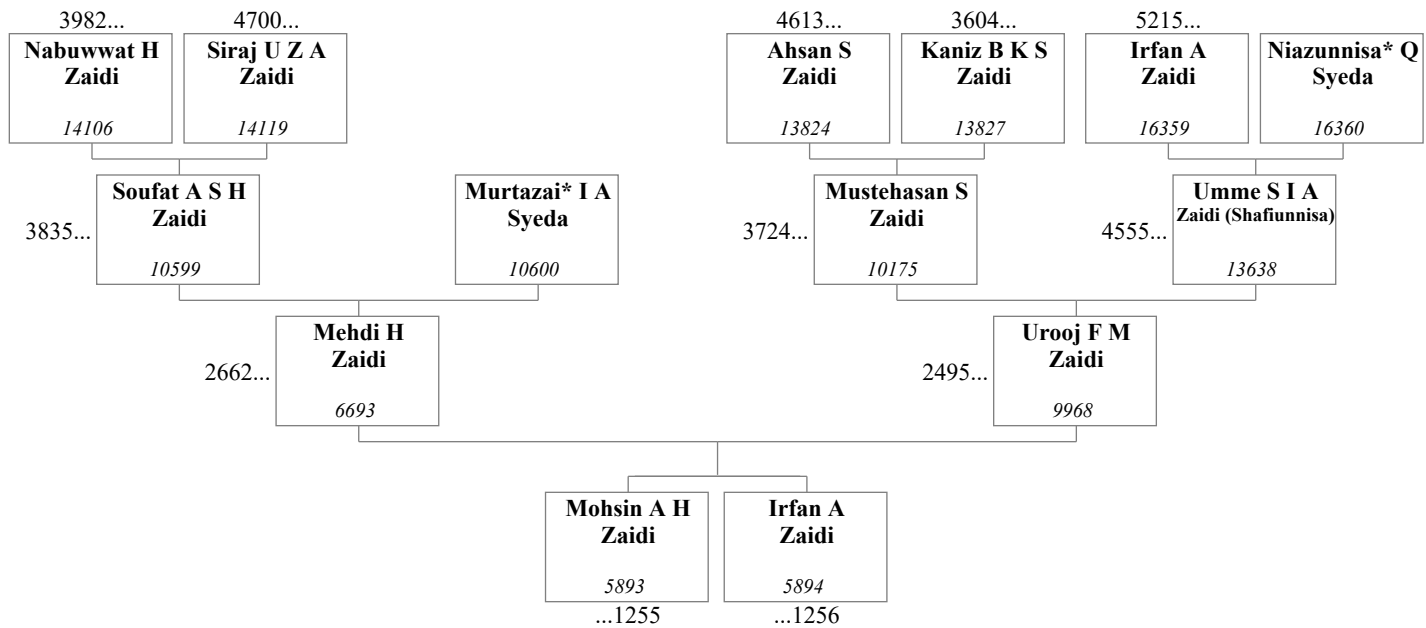 3982...
4700...
4613...
3604...
5215...
Nabuwwat H
Zaidi
14106
Siraj U Z A
Zaidi
14119
Ahsan S
Zaidi
13824
Kaniz B K S
Zaidi
13827
Irfan A
Zaidi
16359
Niazunnisa* Q
Syeda
16360
3835...
Soufat A S H
Zaidi
10599
Murtazai* I A
Syeda
10600
3724...
Mustehasan S
Zaidi
10175
4555...
Umme S I A
Zaidi (Shafiunnisa)
13638
2662...
Mehdi H
Zaidi
6693
2495...
Urooj F M
Zaidi
9968
Mohsin A H
Zaidi
5893
...1255
Irfan A
Zaidi
5894
...1256